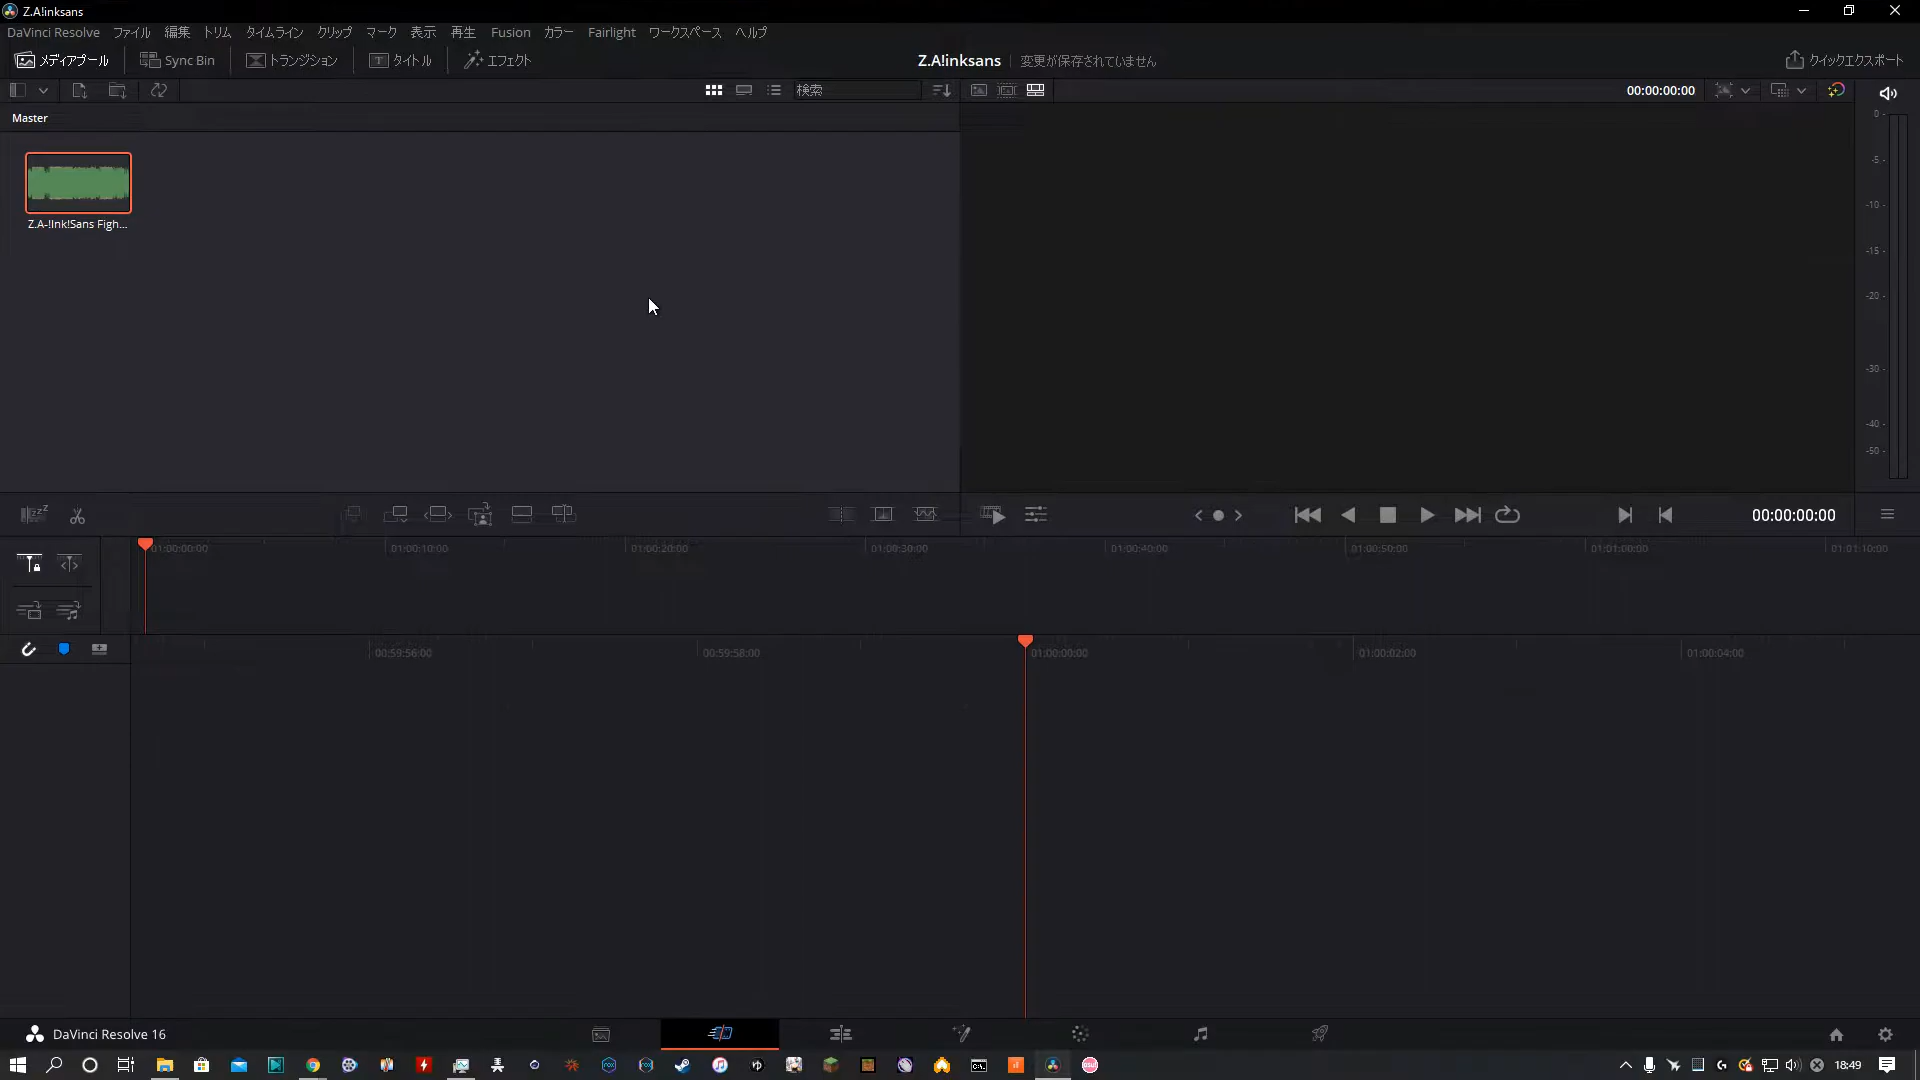 Z.A!inksans
DaVinci Resolve ファイル 編集 トリム タイムライン クリップ マーク 表示 再生 Fusion カラー Fairlight ワークスペース ヘルプ
メディアプール Sync Bin トランジション タイトル エフェクト Z.A!inksans 変更が保存されていません クイックエクスポート
検索 00:00:00:00
Master
Z.A-!Ink!Sans Figh...
0
-5
-10
-15
-20
-30
-40
-50
00:00:00:00
01:00:00:00 01:00:10:00 01:00:20:00 01:00:30:00 01:00:40:00 01:00:50:00 01:01:00:00 01:01:10:00
00:59:56:00 00:59:58:00 01:00:00:00 01:00:02:00 01:00:04:00
DaVinci Resolve 16
18:49